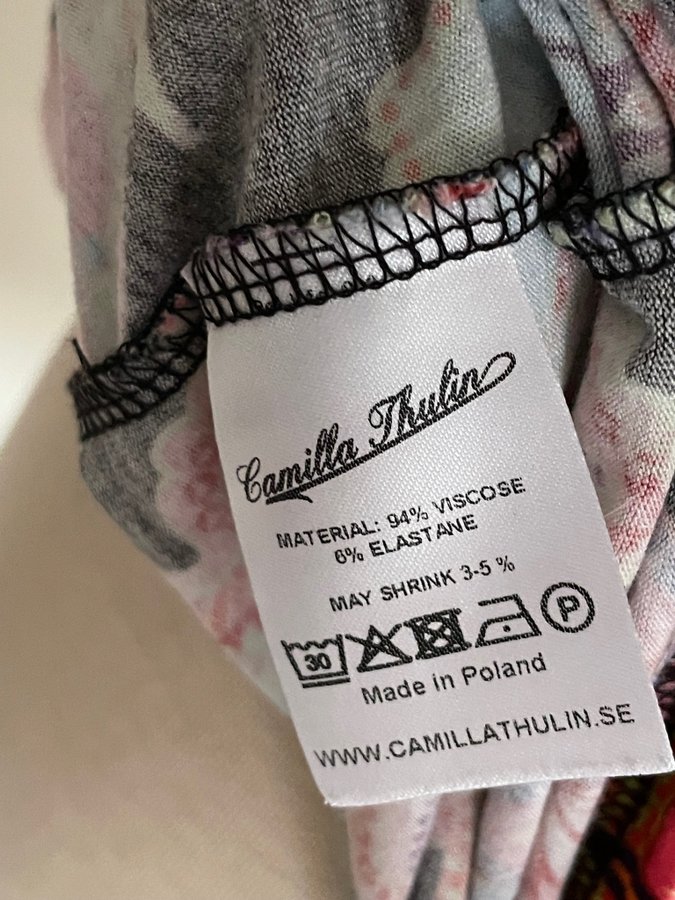 Camilla Thulin
MATERIAL: 94% VISCOSE
6% ELASTANE
MAY SHRINK 3-5 %
30 P
Made in Poland
WWW.CAMILLATHULIN.SE